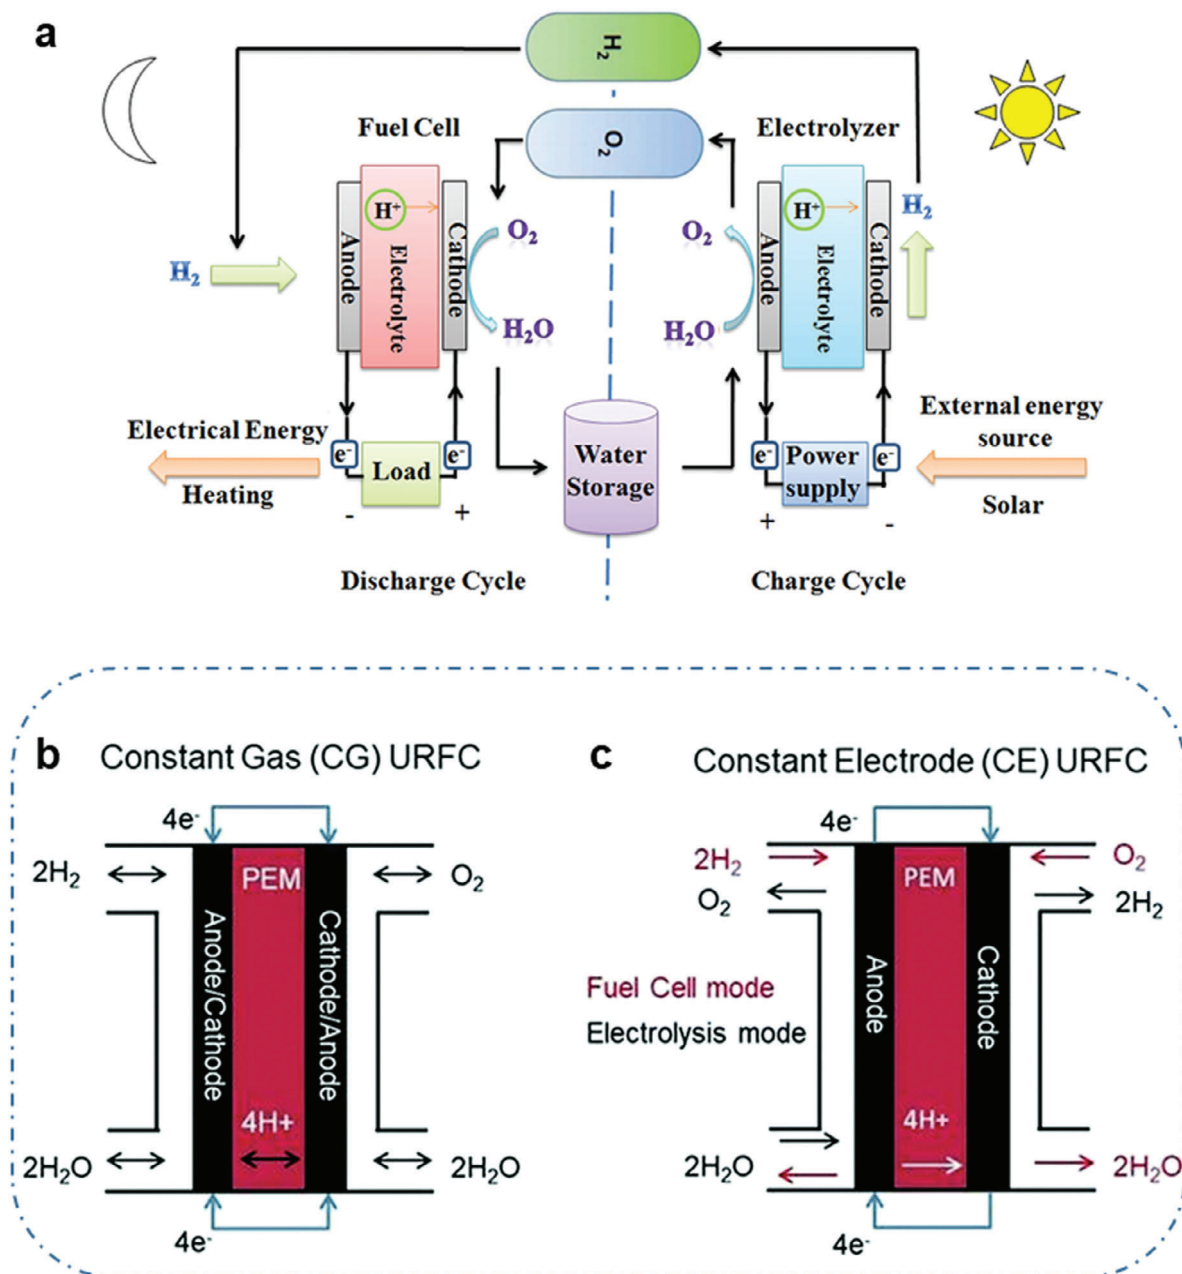 a
H₂
O₂
Fuel Cell
Electrolyzer
H⁺
H⁺
H₂
Anode
Electrolyte
Cathode
O₂
H₂O
O₂
H₂O
Anode
Electrolyte
Cathode
H₂
Electrical Energy
Heating
e⁻
Load
e⁻
-
+
Water
Storage
e⁻
Power
supply
e⁻
+
-
External energy
source
Solar
Discharge Cycle
Charge Cycle
b
Constant Gas (CG) URFC
4e⁻
2H₂
PEM
O₂
Anode/Cathode
Cathode/Anode
4H+
2H₂O
2H₂O
4e⁻
c
Constant Electrode (CE) URFC
4e⁻
2H₂
O₂
PEM
O₂
2H₂
Fuel Cell mode
Electrolysis mode
Anode
Cathode
4H+
2H₂O
2H₂O
4e⁻